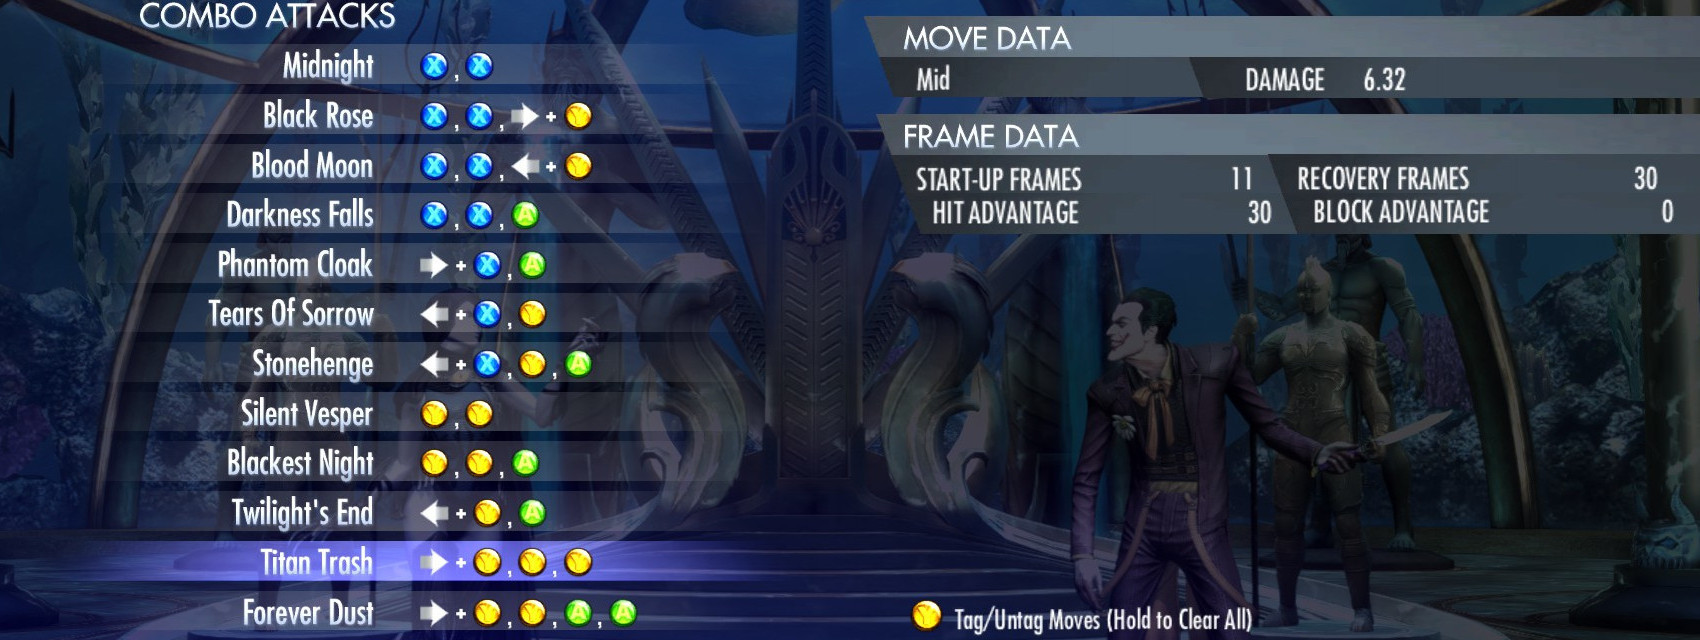 COMBO ATTACKS
Midnight X , X
Black Rose X , X , + Y
Blood Moon X , X , + Y
Darkness Falls X , X , A
Phantom Cloak + X , A
Tears Of Sorrow + X , Y
Stonehenge + X , Y , A
Silent Vesper Y , Y
Blackest Night Y , Y , A
Twilight's End + Y , A
Titan Trash + Y , Y , Y
Forever Dust + Y , Y , A , A
MOVE DATA
Mid DAMAGE 6.32
FRAME DATA
START-UP FRAMES 11 RECOVERY FRAMES 30
HIT ADVANTAGE 30 BLOCK ADVANTAGE 0
Y Tag/Untag Moves (Hold to Clear All)